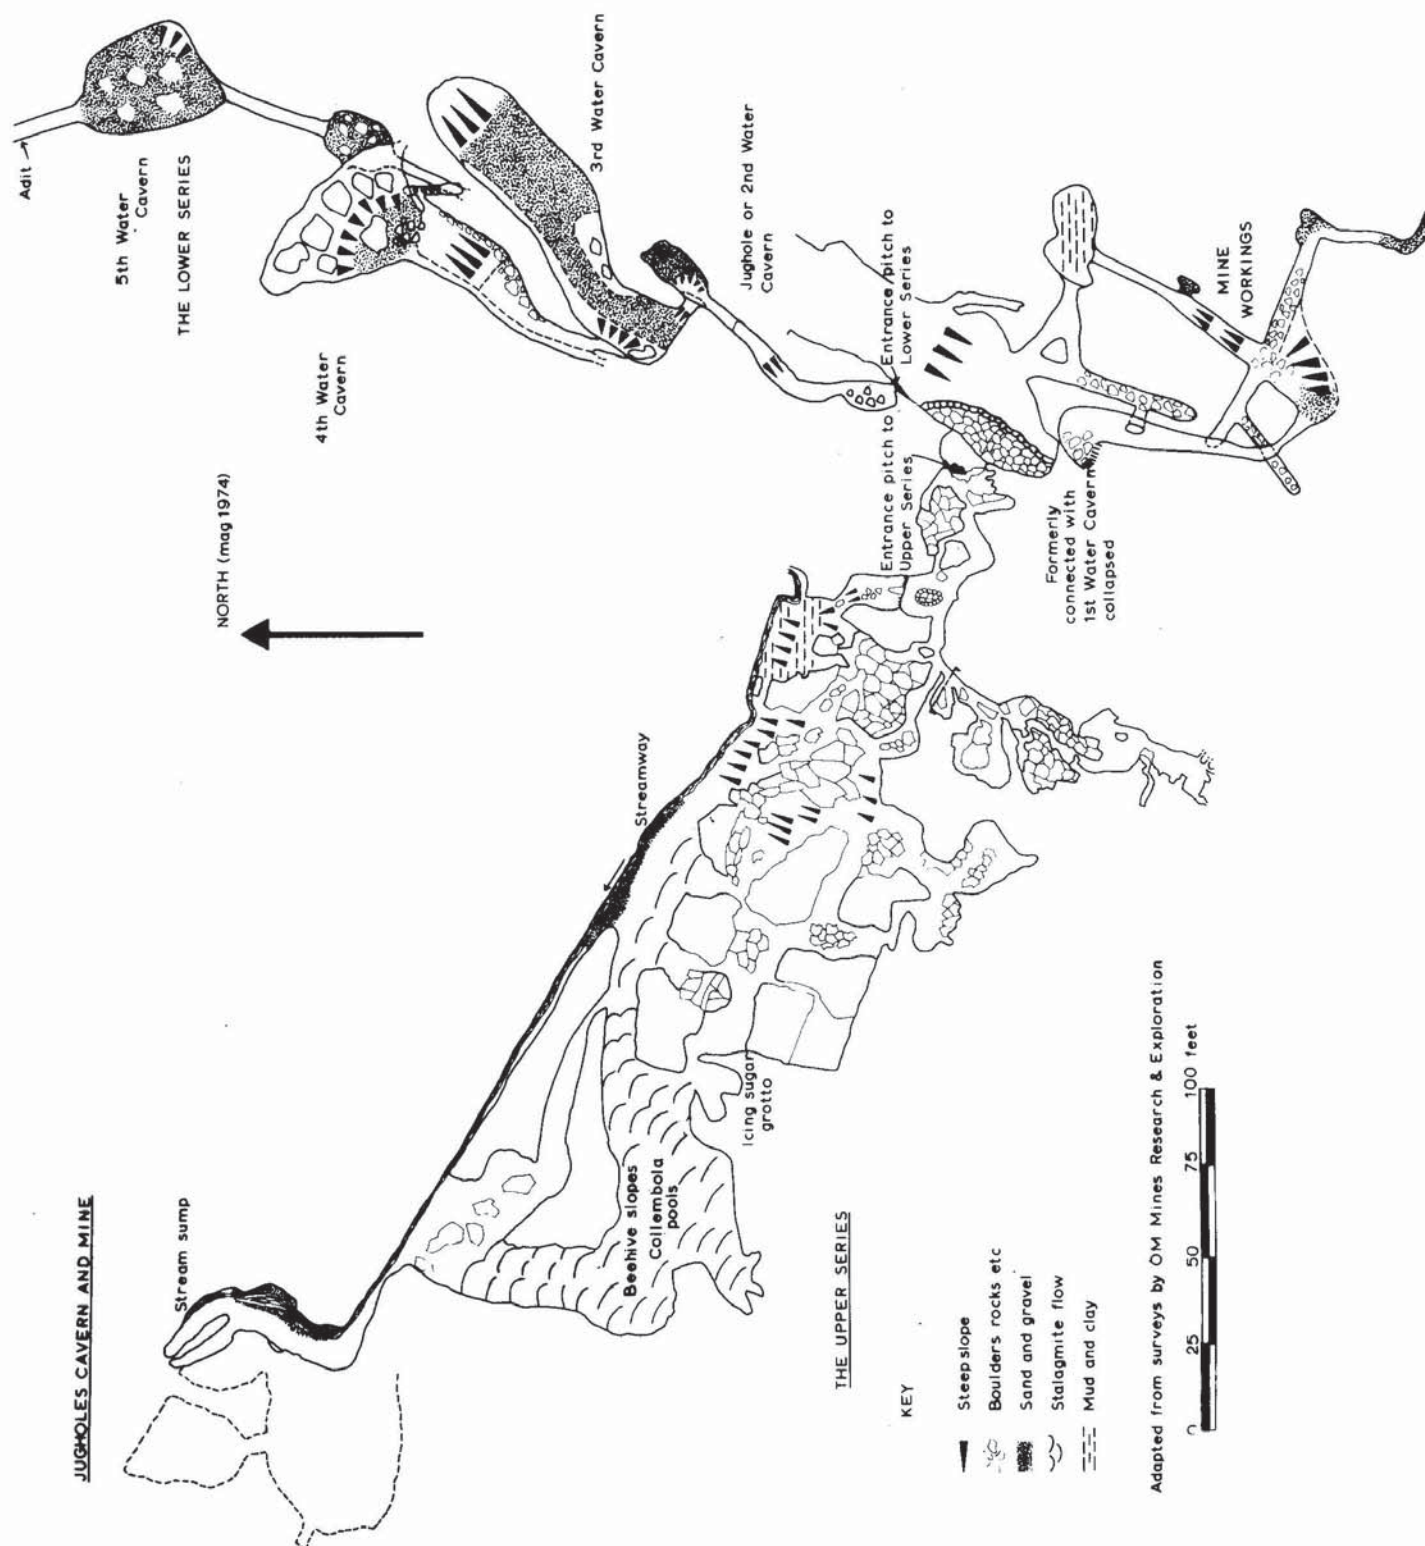 JUGHOLES CAVERN AND MINE
Stream sump
NORTH (mag 1974)
Streamway
Adit
5th Water
Cavern
THE LOWER SERIES
4th Water
Cavern
3rd Water Cavern
Jughole or 2nd Water
Cavern
Entrance pitch to
Upper Series
Entrance/pitch to
Lower Series
Formerly
connected with
1st Water Cavern
collapsed
MINE
WORKINGS
Beehive slopes
Collembola
pools
Icing sugar
grotto
THE UPPER SERIES
KEY
Steep slope
Boulders rocks etc
Sand and gravel
Stalagmite flow
Mud and clay
Adapted from surveys by OM Mines Research & Exploration
0 25 50 75 100 feet